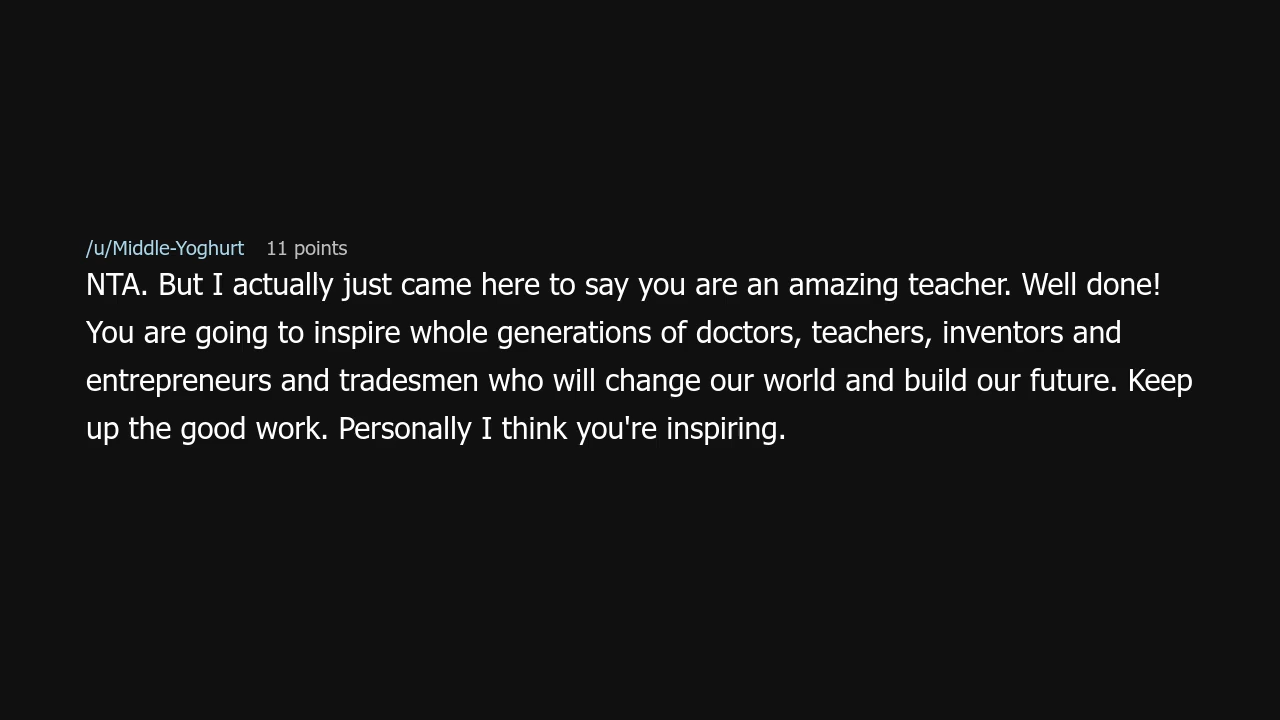 /u/Middle-Yoghurt 11 points
NTA. But I actually just came here to say you are an amazing teacher. Well done!
You are going to inspire whole generations of doctors, teachers, inventors and
entrepreneurs and tradesmen who will change our world and build our future. Keep
up the good work. Personally I think you're inspiring.